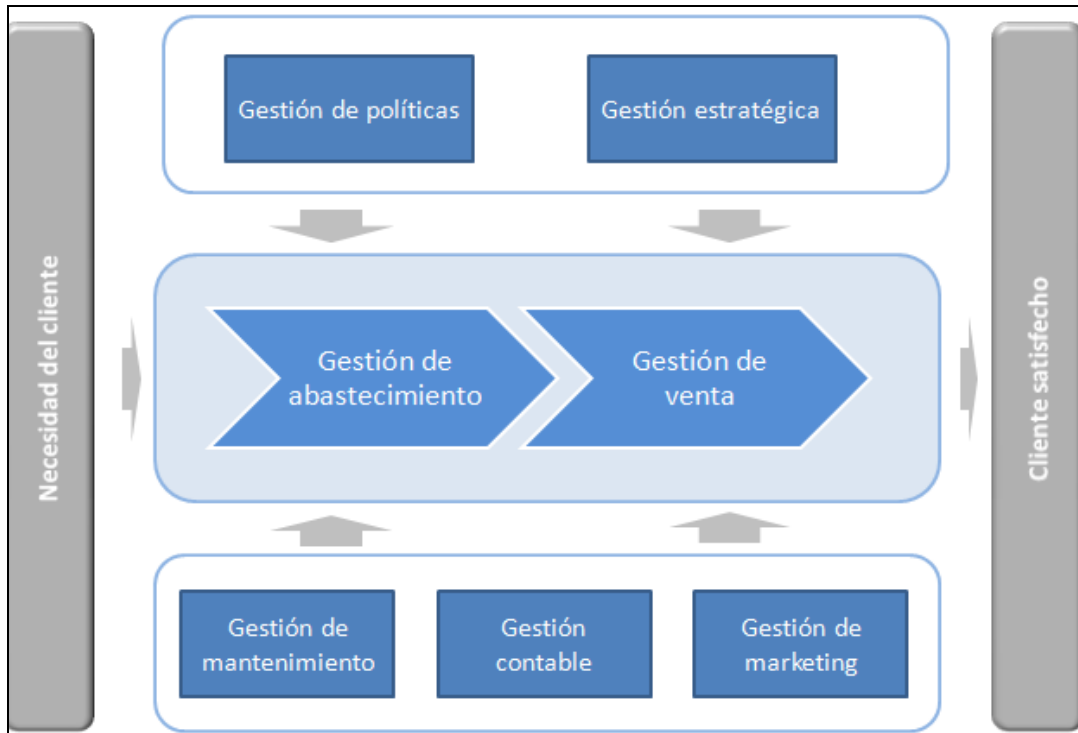 Necesidad del cliente
Gestión de políticas
Gestión estratégica
Gestión de
abastecimiento
Gestión de
venta
Gestión de
mantenimiento
Gestión
contable
Gestión de
marketing
Cliente satisfecho